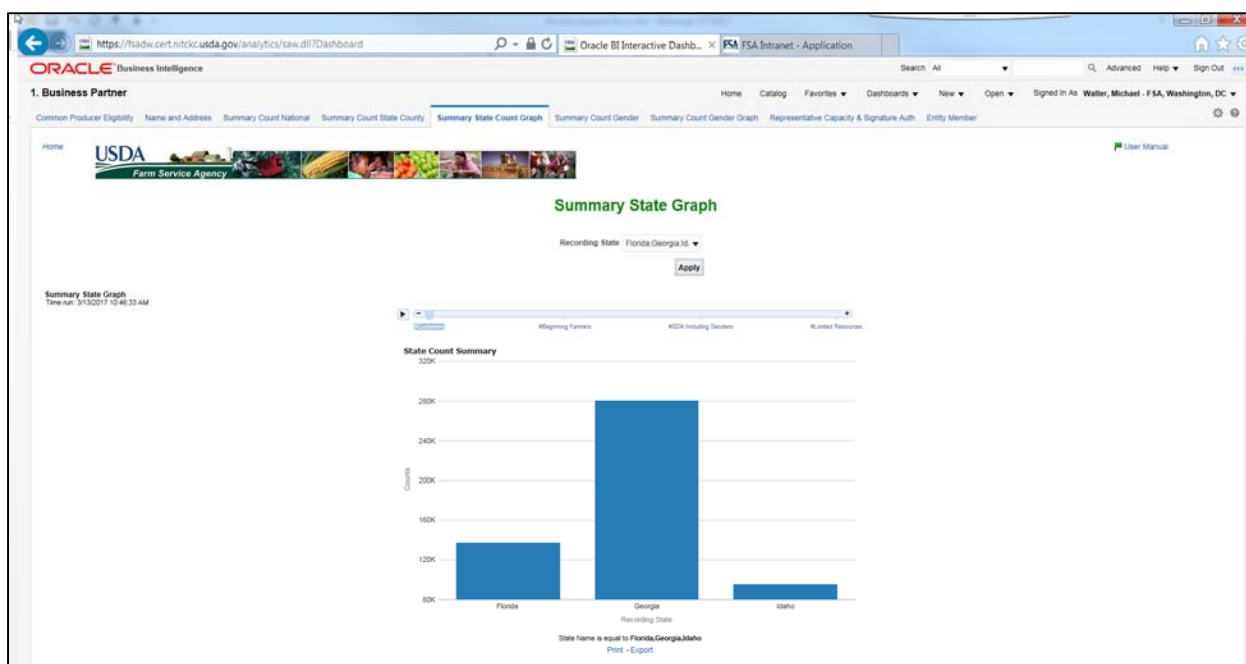 https://fsadw.cert.nitckc.usda.gov/analytics/saw.dll?Dashboard
Oracle BI Interactive Dashb...
FSA FSA Intranet - Application
ORACLE Business Intelligence
Search All
Advanced Help Sign Out
1. Business Partner
Home Catalog Favorites Dashboards New Open Signed In As Walter, Michael - FSA, Washington, DC
Common Producer Eligibility Name and Address Summary Count National Summary Count State County Summary State Count Graph Summary Count Gender Summary Count Gender Graph Representative Capacity & Signature Auth Entity Member
Home
USDA
Farm Service Agency
User Manual
Summary State Graph
Recording State Florida;Georgia;Id
Apply
Summary State Graph
Time run: 3/13/2017 10:46:33 AM
#Customers #Beginning Farmers #SDA Including Genders #Limited Resources
State Count Summary
320K
280K
240K
200K
160K
120K
80K
Counts
Florida Georgia Idaho
Recording State
State Name is equal to Florida,Georgia,Idaho
Print - Export